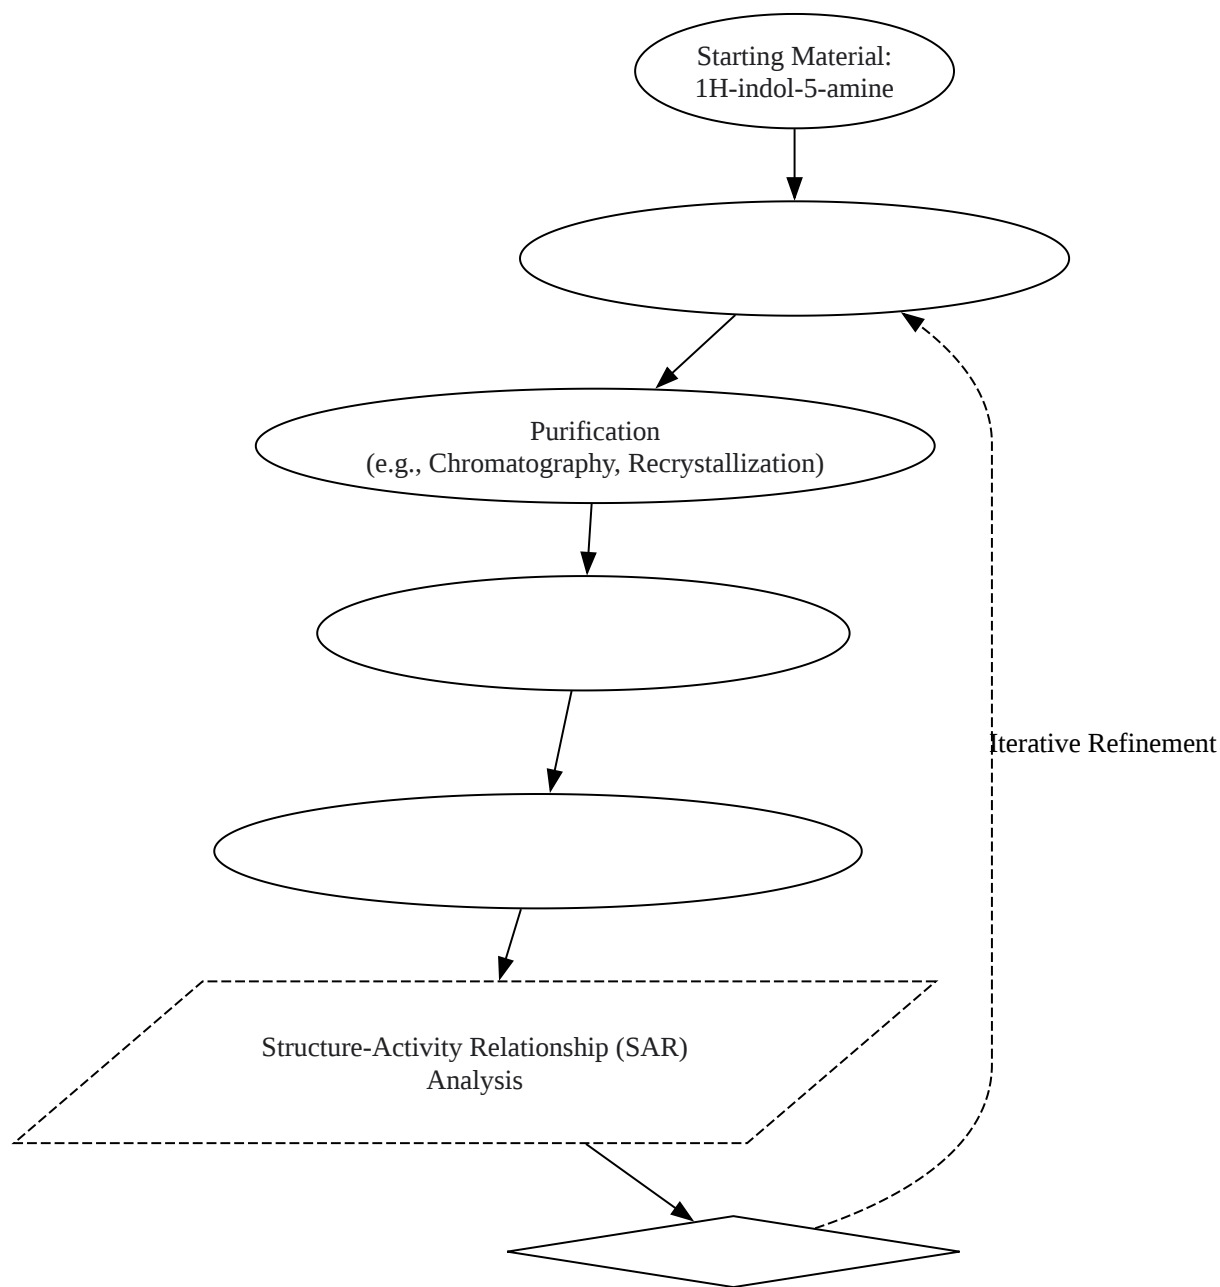 Starting Material:
1H-indol-5-amine
Purification
(e.g., Chromatography, Recrystallization)
Iterative Refinement
Structure-Activity Relationship (SAR)
Analysis